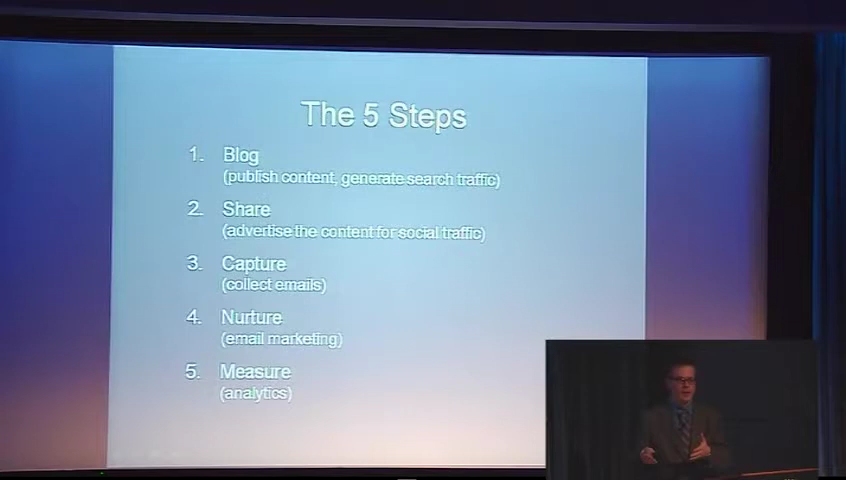 The 5 Steps
1. Blog
(publish content, generate search traffic)
2. Share
(advertise the content for social traffic)
3. Capture
(collect emails)
4. Nurture
(email marketing)
5. Measure
(analytics)